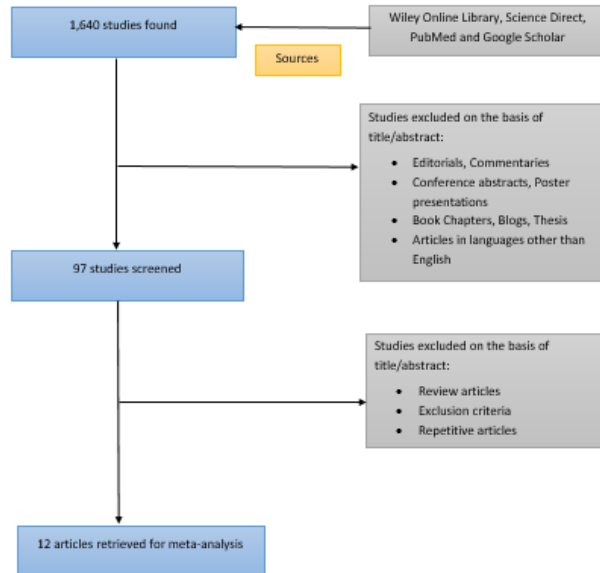 1,640 studies found
Wiley Online Library, Science Direct,
PubMed and Google Scholar
Sources
Studies excluded on the basis of
title/abstract:
• Editorials, Commentaries
• Conference abstracts, Poster
presentations
• Book Chapters, Blogs, Thesis
• Articles in languages other than
English
97 studies screened
Studies excluded on the basis of
title/abstract:
• Review articles
• Exclusion criteria
• Repetitive articles
12 articles retrieved for meta-analysis